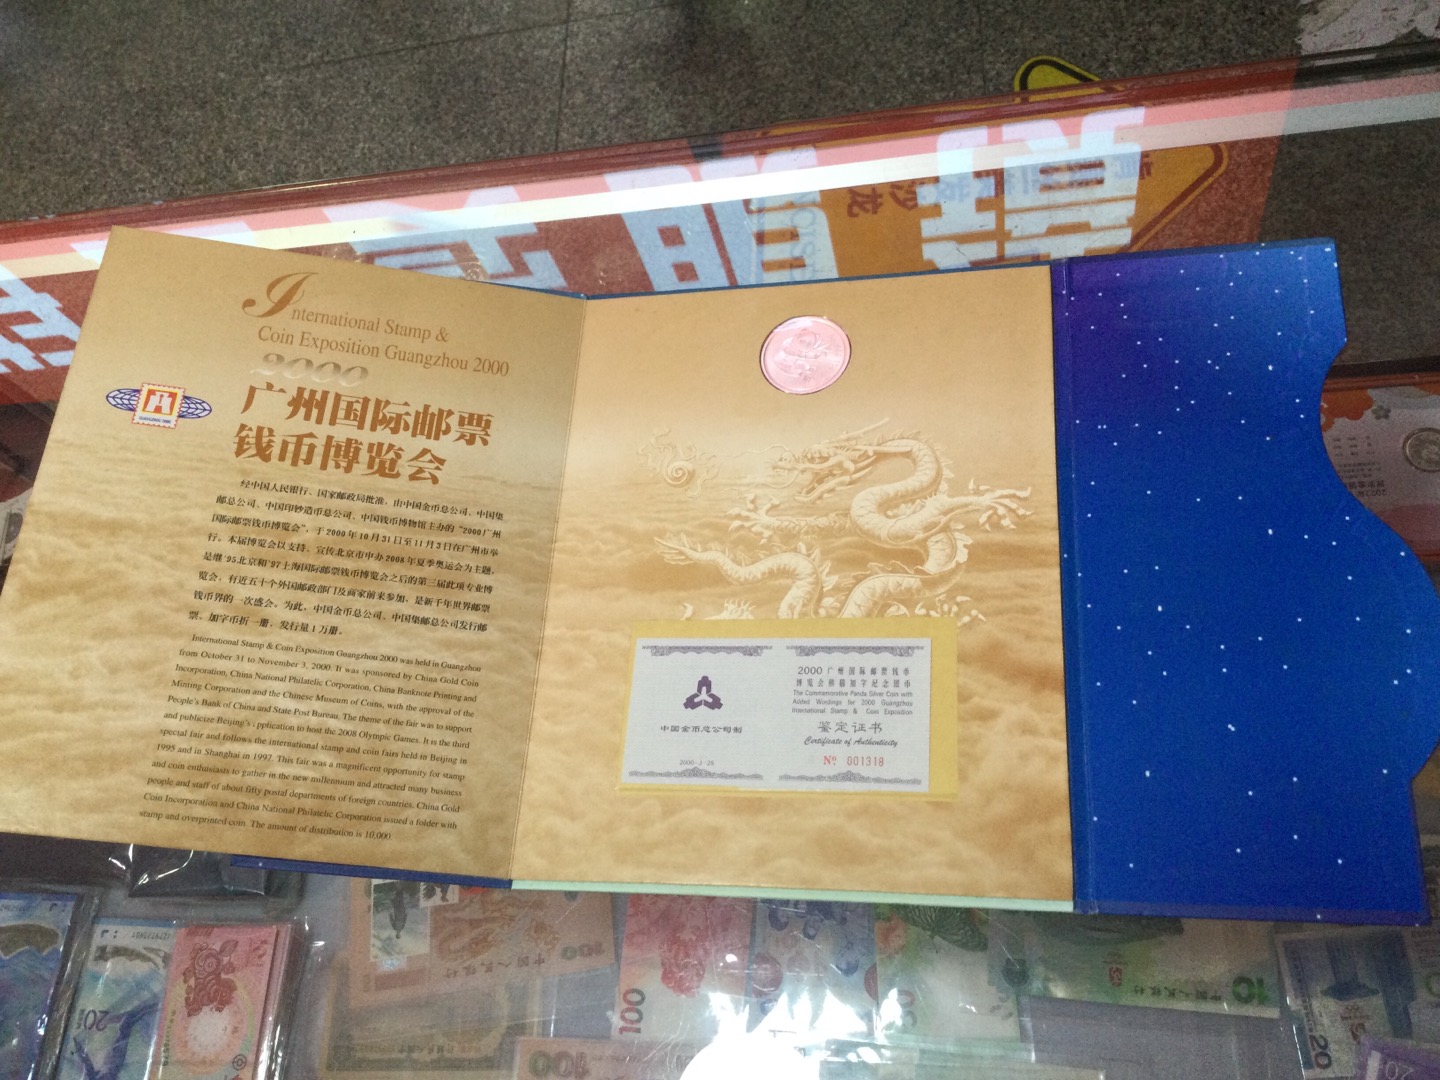 International Stamp &
Coin Exposition Guangzhou 2000
2000
广州国际邮票
钱币博览会
经中国人民银行、国家邮政局批准，由中国金币总公司、中国集
邮总公司、中国印钞造币总公司、中国钱币博物馆主办的“2000广州
国际邮票钱币博览会”，于2000年10月31日至11月3日在广州市举
行。本届博览会以支持、宣传北京市申办2008年夏季奥运会为主题，
是继'95北京和'97上海国际邮票钱币博览会之后的第三届此项专业博
览会，有近五十个外国邮政部门及商家前来参加，是新千年世界邮票
钱币界的一次盛会。为此，中国金币总公司、中国集邮总公司发行邮
票、加字币折一册，发行量1万册。
International Stamp & Coin Exposition Guangzhou 2000 was held in Guangzhou
from October 31 to November 3, 2000. It was sponsored by China Gold Coin
Incorporation, China National Philatelic Corporation, China Banknote Printing and
Minting Corporation and the Chinese Museum of Coins, with the approval of the
People's Bank of China and State Post Bureau. The theme of the fair was to support
and publicize Beijing's application to host the 2008 Olympic Games. It is the third
special fair and follows the international stamp and coin fairs held in Beijing in
1995 and in Shanghai in 1997. This fair was a magnificent opportunity for stamp
and coin enthusiasts to gather in the new millennium and attracted many business
people and staff of about fifty postal departments of foreign countries. China Gold
Coin Incorporation and China National Philatelic Corporation issued a folder with
stamp and overprinted coin. The amount of distribution is 10,000
中国金币总公司制
2000广州国际邮票钱币
博览会熊猫加字纪念银币
The Commemorative Panda Silver Coin with
Added Wordings for 2000 Guangzhou
International Stamp & Coin Exposition
鉴定证书
Certificate of Authenticity
No 001318
100
100
10
20
20
中国人民银行